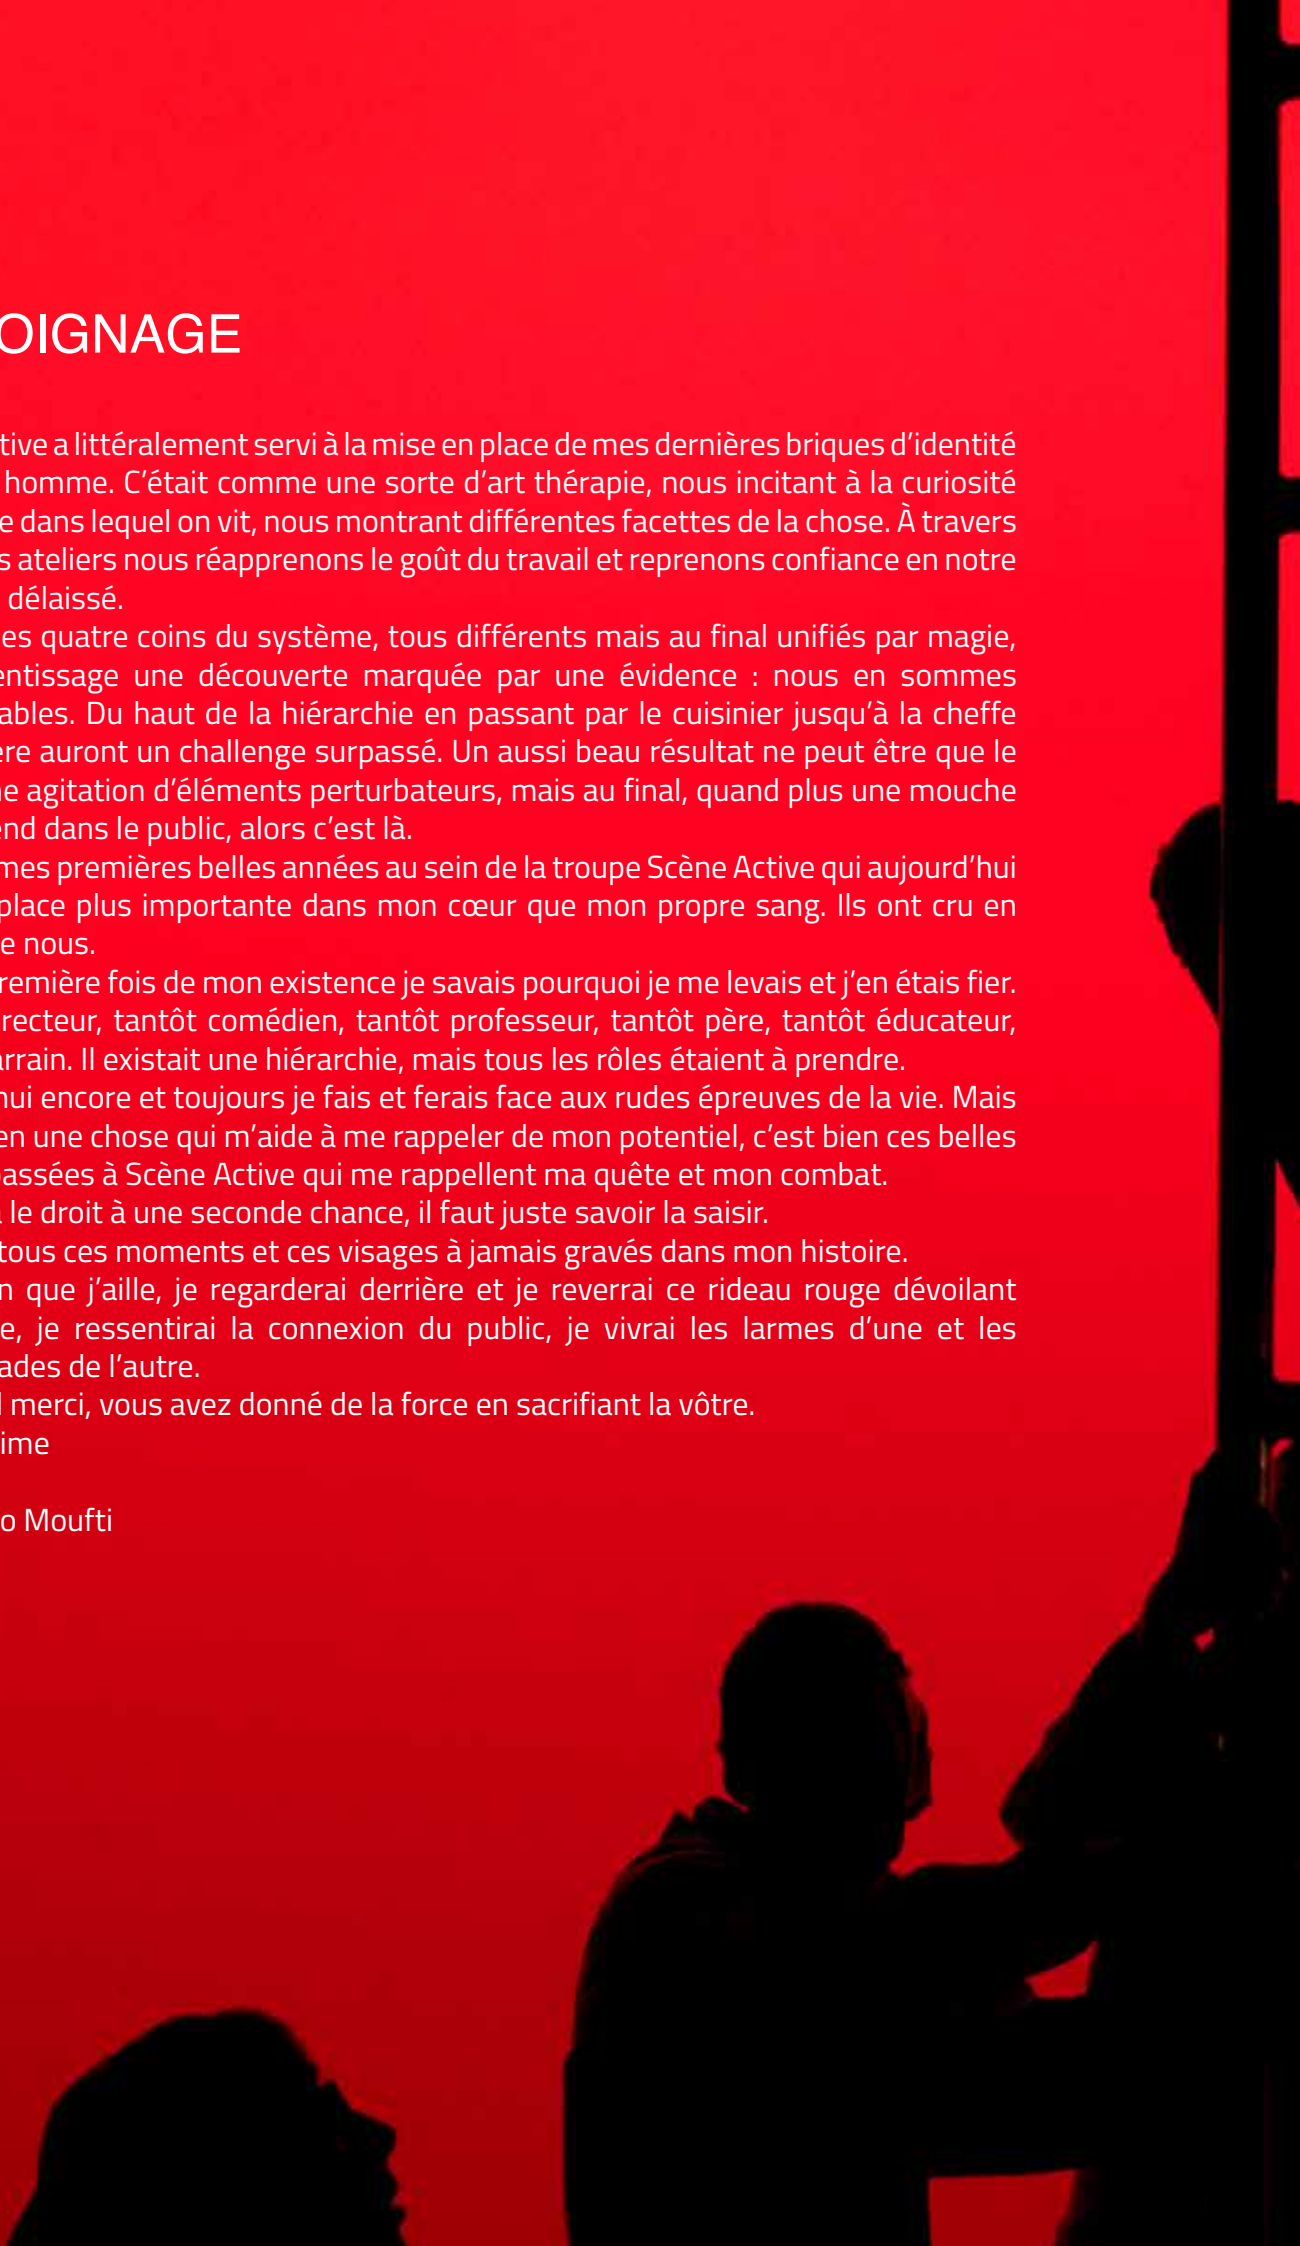 OIGNAGE
tive a littéralement servi à la mise en place de mes dernières briques d’identité
homme. C’était comme une sorte d’art thérapie, nous incitant à la curiosité
e dans lequel on vit, nous montrant différentes facettes de la chose. À travers
s ateliers nous réapprenons le goût du travail et reprenons confiance en notre
délaissé.
es quatre coins du système, tous différents mais au final unifiés par magie,
entissage une découverte marquée par une évidence : nous en sommes
ables. Du haut de la hiérarchie en passant par le cuisinier jusqu’à la cheffe
ère auront un challenge surpassé. Un aussi beau résultat ne peut être que le
ne agitation d’éléments perturbateurs, mais au final, quand plus une mouche
end dans le public, alors c’est là.
mes premières belles années au sein de la troupe Scène Active qui aujourd’hui
place plus importante dans mon cœur que mon propre sang. Ils ont cru en
e nous.
remière fois de mon existence je savais pourquoi je me levais et j’en étais fier.
recteur, tantôt comédien, tantôt professeur, tantôt père, tantôt éducateur,
arrain. Il existait une hiérarchie, mais tous les rôles étaient à prendre.
hui encore et toujours je fais et ferais face aux rudes épreuves de la vie. Mais
en une chose qui m’aide à me rappeler de mon potentiel, c’est bien ces belles
passées à Scène Active qui me rappellent ma quête et mon combat.
a le droit à une seconde chance, il faut juste savoir la saisir.
tous ces moments et ces visages à jamais gravés dans mon histoire.
n que j’aille, je regarderai derrière et je reverrai ce rideau rouge dévoilant
e, je ressentirai la connexion du public, je vivrai les larmes d’une et les
ades de l’autre.
d merci, vous avez donné de la force en sacrifiant la vôtre.
ime
o Moufti